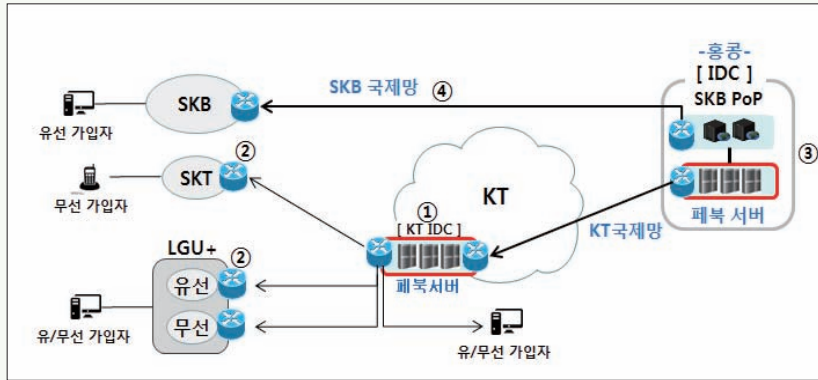 -홍콩-
[ IDC ]
SKB PoP
SKB 국제망 ④
SKB
유선 가입자
③
페북 서버
②
SKT
무선 가입자
KT
①
[ KT IDC ]
페북서버
KT국제망
LGU+
②
유선
무선
유/무선 가입자
유/무선 가입자